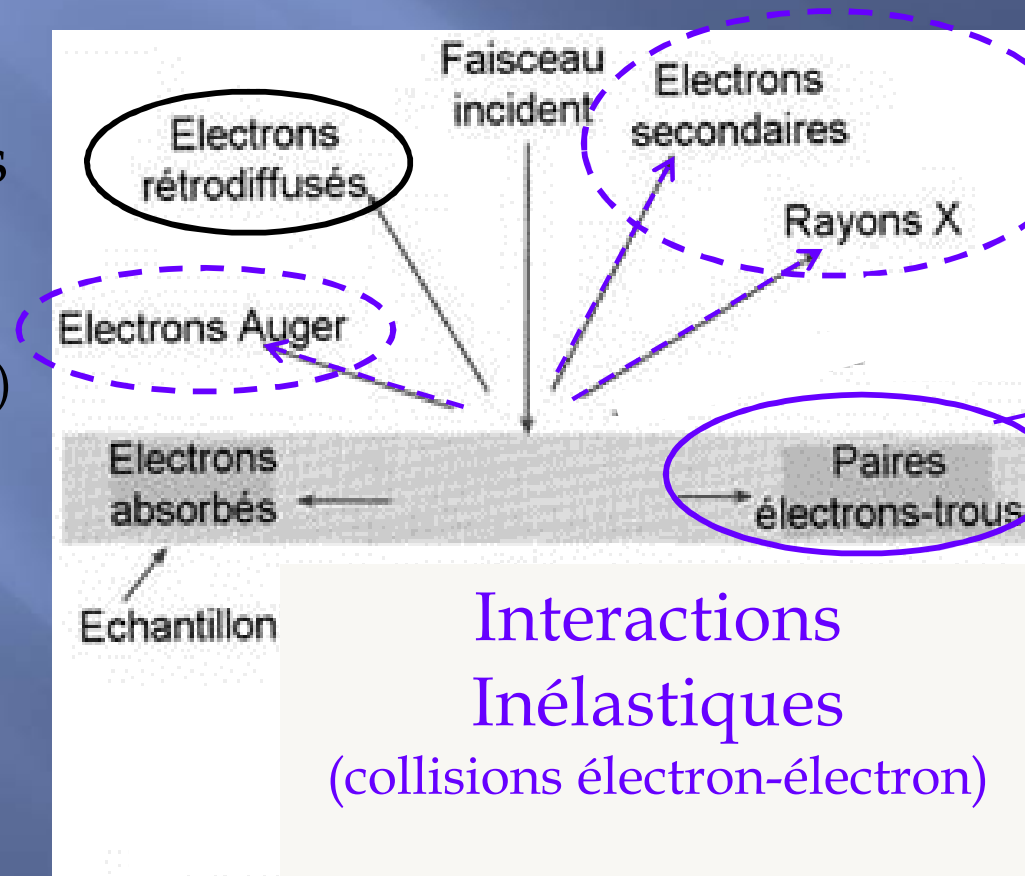 Faisceau
incident
Electrons
secondaires
Electrons
rétrodiffusés
s
Rayons X
Electrons Auger
)
Electrons
absorbés
Paires
électrons-trous
Echantillon
Interactions
Inélastiques
(collisions électron-électron)